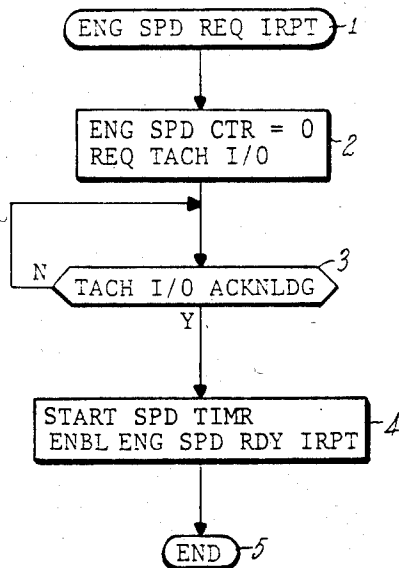 ENG SPD REQ IRPT 1
ENG SPD CTR = 0
REQ TACH I/O 2
N TACH I/O ACKNLDG 3
Y
START SPD TIMR
ENBL ENG SPD RDY IRPT 4
END 5